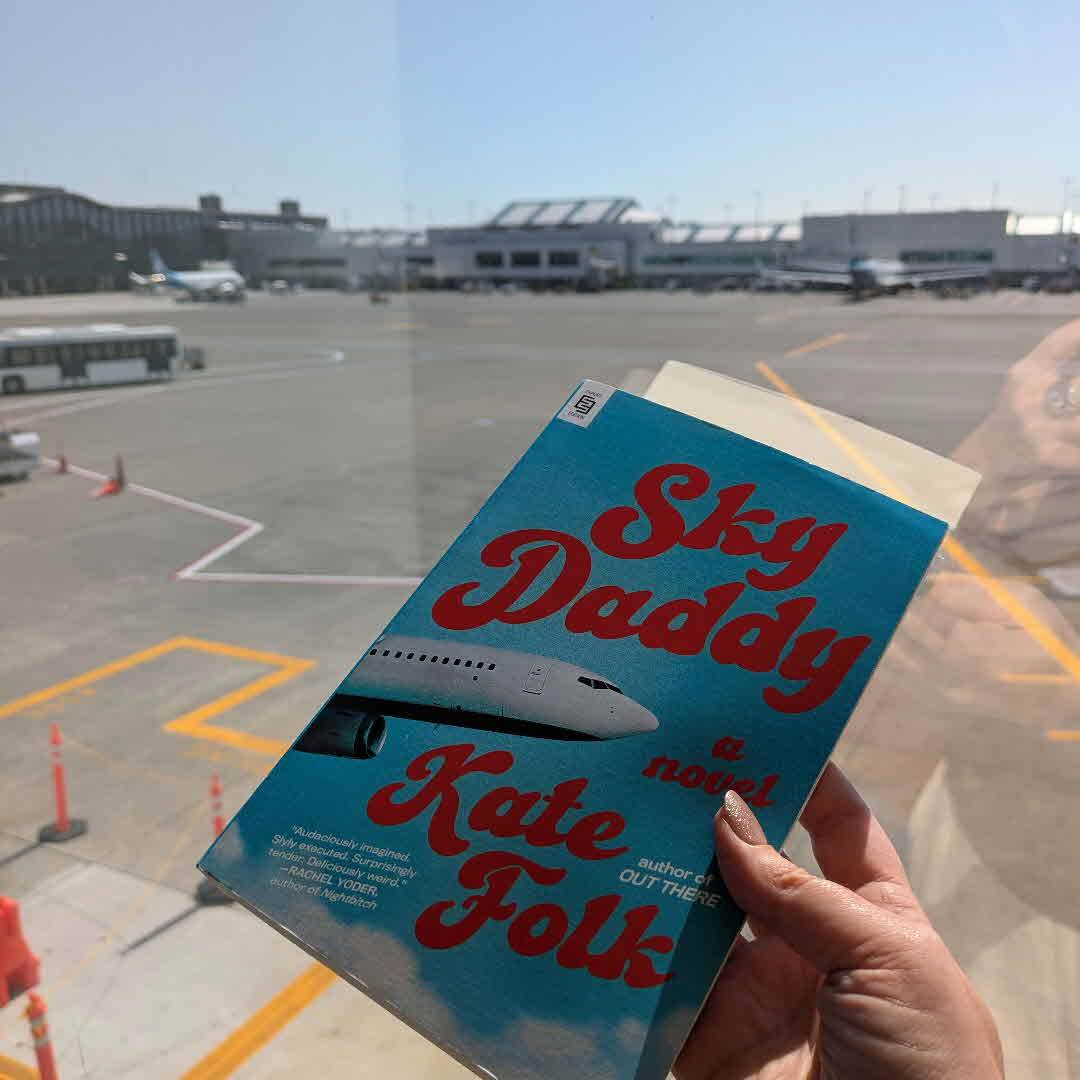 Sky
Daddy
a
novel
Kate
Folk
"Audaciously imagined.
Slyly executed. Surprisingly
tender. Deliciously weird."
—RACHEL YODER,
author of Nightbitch
author of
OUT THERE